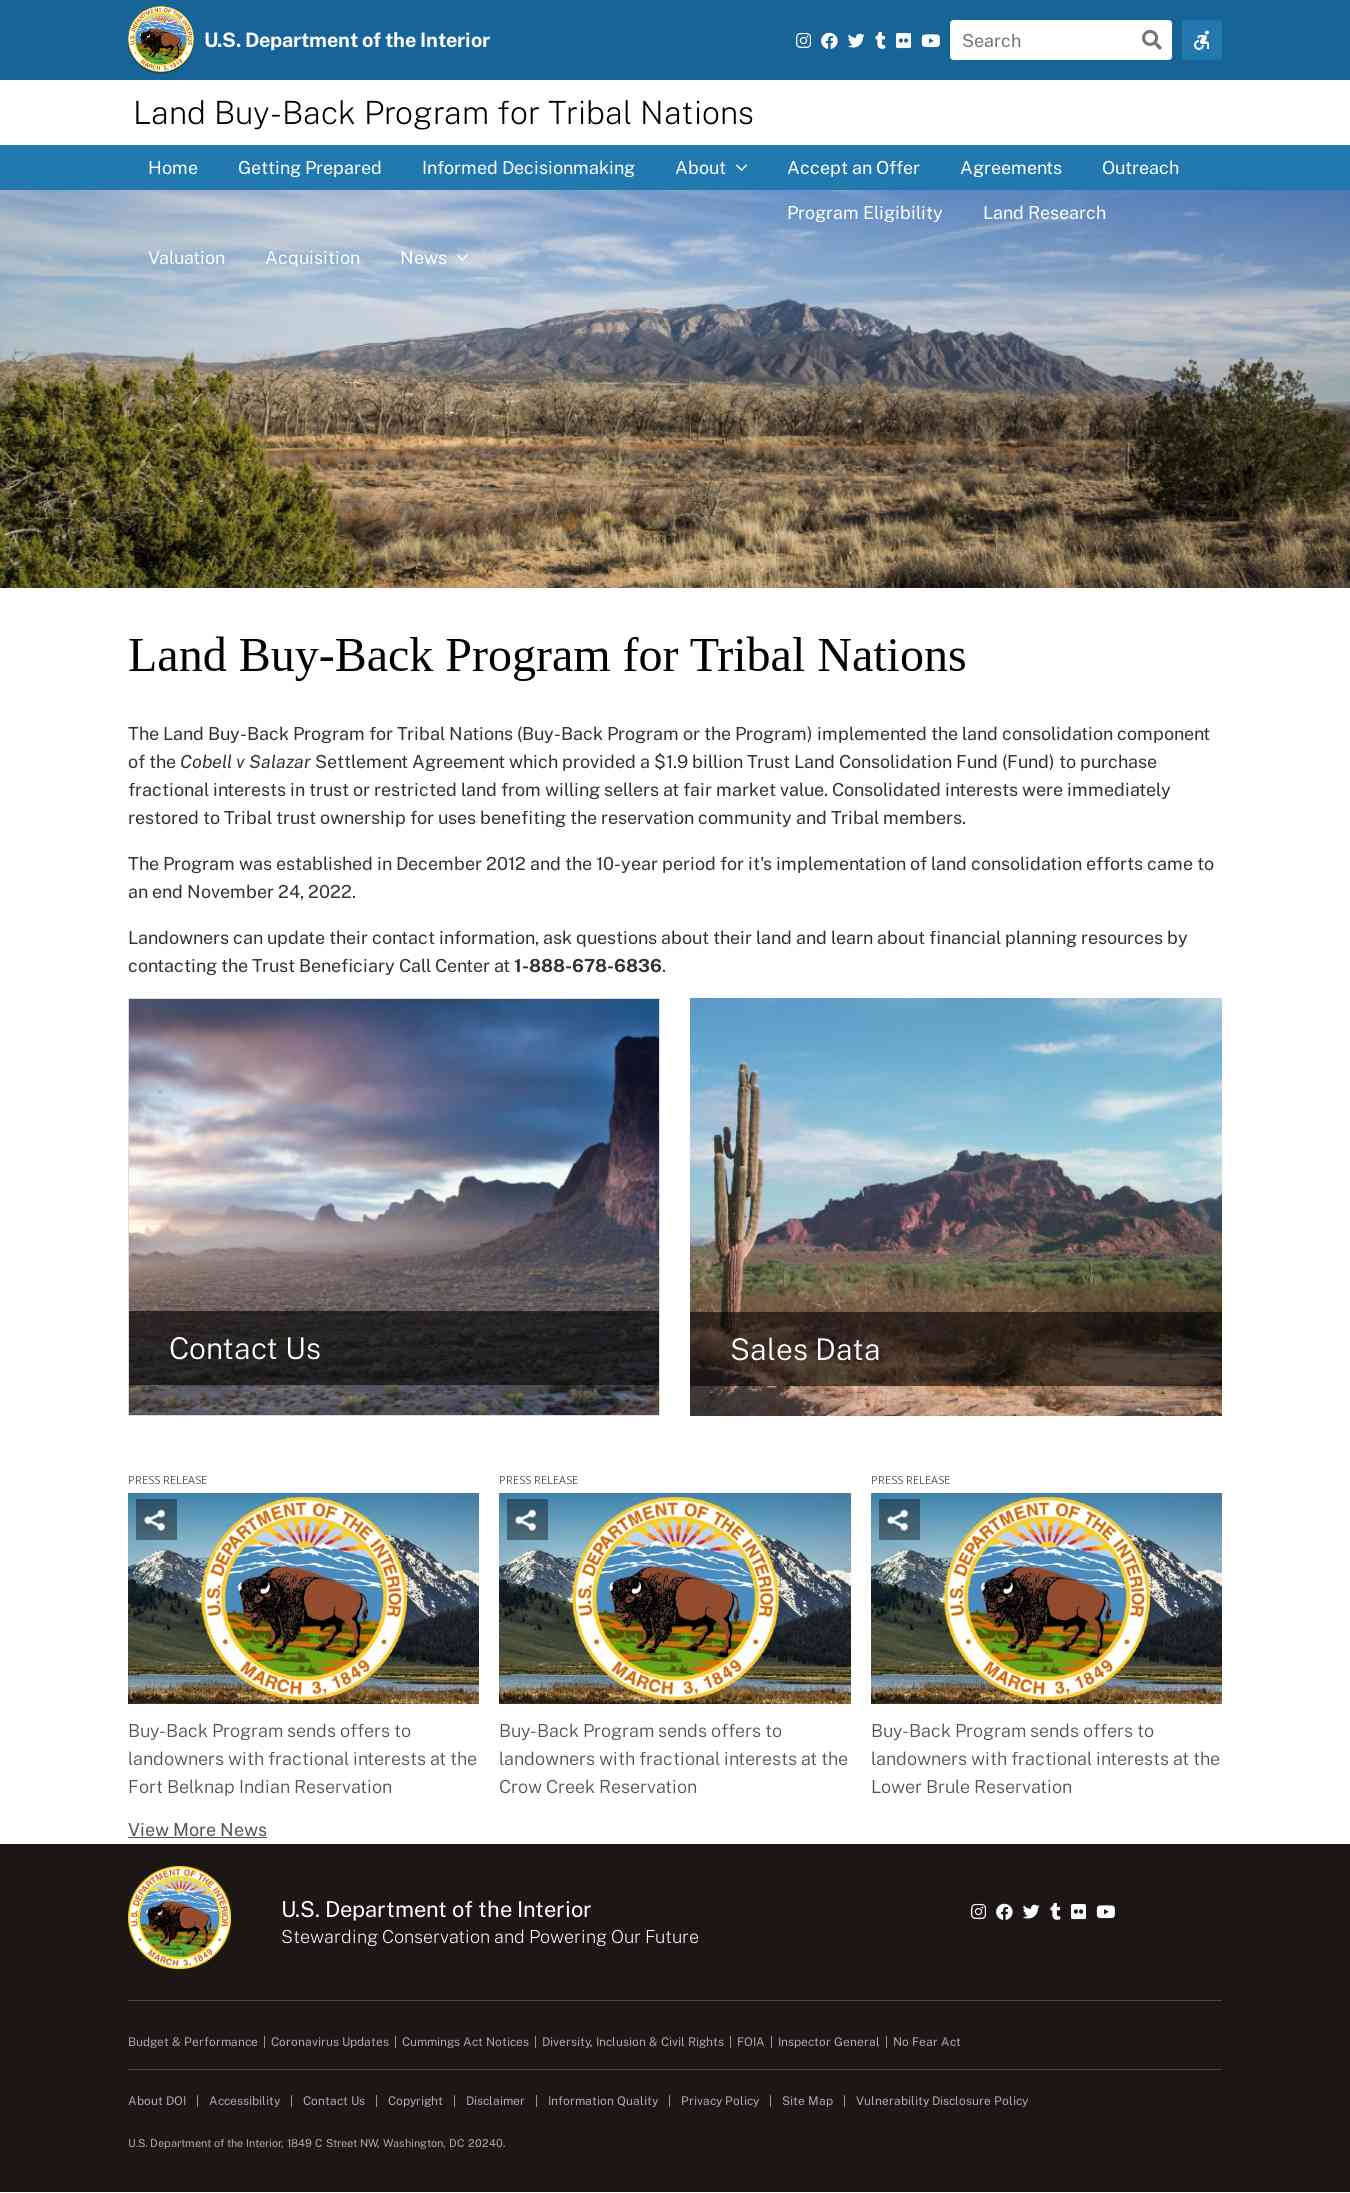 U.S. Department of the Interior
Search
Land Buy-Back Program for Tribal Nations
Home Getting Prepared Informed Decisionmaking About Accept an Offer Agreements Outreach
Program Eligibility Land Research
Valuation Acquisition News
Land Buy-Back Program for Tribal Nations
The Land Buy-Back Program for Tribal Nations (Buy-Back Program or the Program) implemented the land consolidation component
of the Cobell v Salazar Settlement Agreement which provided a $1.9 billion Trust Land Consolidation Fund (Fund) to purchase
fractional interests in trust or restricted land from willing sellers at fair market value. Consolidated interests were immediately
restored to Tribal trust ownership for uses benefiting the reservation community and Tribal members.
The Program was established in December 2012 and the 10-year period for it's implementation of land consolidation efforts came to
an end November 24, 2022.
Landowners can update their contact information, ask questions about their land and learn about financial planning resources by
contacting the Trust Beneficiary Call Center at 1-888-678-6836.
Contact Us
Sales Data
PRESS RELEASE PRESS RELEASE PRESS RELEASE
U.S. DEPARTMENT OF THE INTERIOR
MARCH 3, 1849
U.S. DEPARTMENT OF THE INTERIOR
MARCH 3, 1849
U.S. DEPARTMENT OF THE INTERIOR
MARCH 3, 1849
Buy-Back Program sends offers to
landowners with fractional interests at the
Fort Belknap Indian Reservation
Buy-Back Program sends offers to
landowners with fractional interests at the
Crow Creek Reservation
Buy-Back Program sends offers to
landowners with fractional interests at the
Lower Brule Reservation
View More News
U.S. DEPARTMENT OF THE INTERIOR
MARCH 3, 1849
U.S. Department of the Interior
Stewarding Conservation and Powering Our Future
Budget & Performance | Coronavirus Updates | Cummings Act Notices | Diversity, Inclusion & Civil Rights | FOIA | Inspector General | No Fear Act
About DOI | Accessibility | Contact Us | Copyright | Disclaimer | Information Quality | Privacy Policy | Site Map | Vulnerability Disclosure Policy
U.S. Department of the Interior, 1849 C Street NW, Washington, DC 20240.